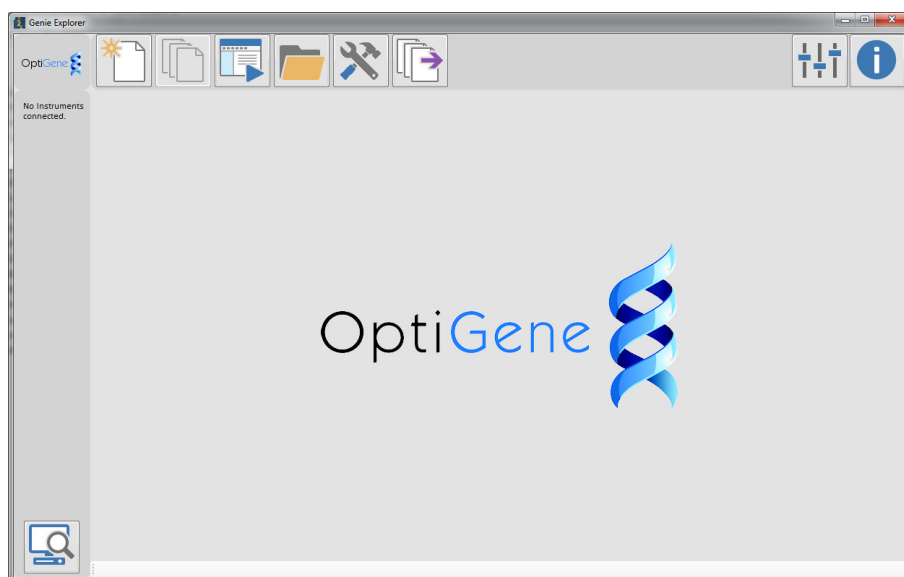 Genie Explorer
OptiGene
No Instruments
connected.
OptiGene